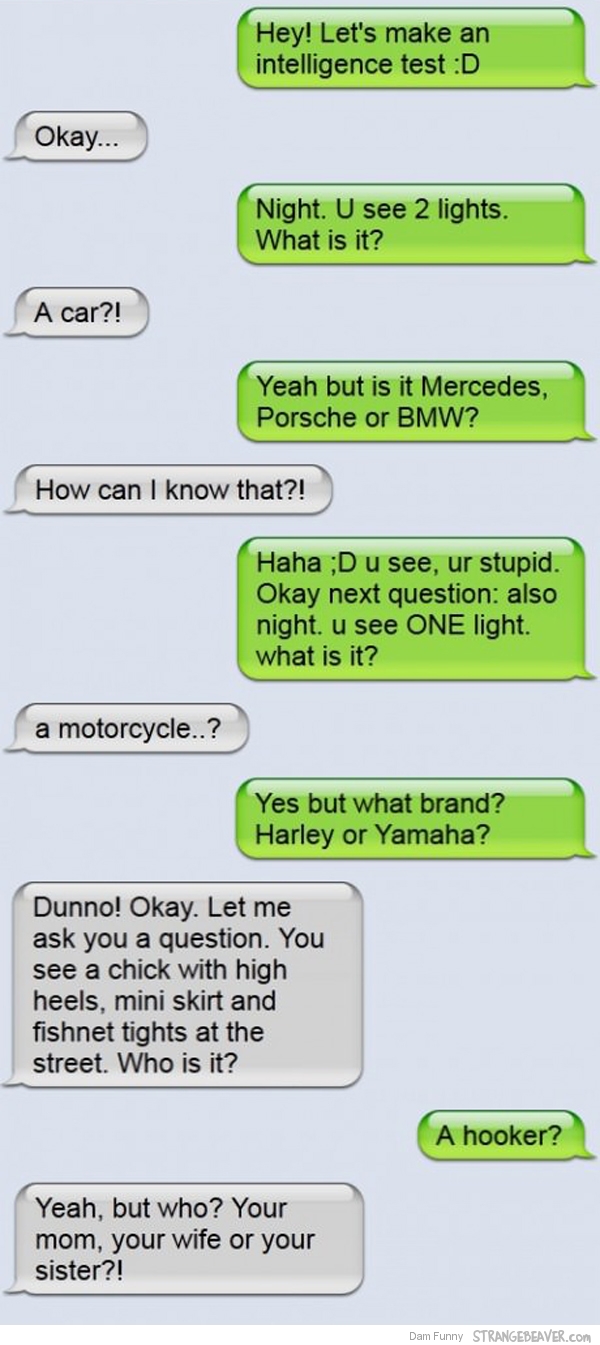 Hey! Let's make an
intelligence test :D
Okay...
Night. U see 2 lights.
What is it?
A car?!
Yeah but is it Mercedes,
Porsche or BMW?
How can I know that?!
Haha ;D u see, ur stupid.
Okay next question: also
night. u see ONE light.
what is it?
a motorcycle..?
Yes but what brand?
Harley or Yamaha?
Dunno! Okay. Let me
ask you a question. You
see a chick with high
heels, mini skirt and
fishnet tights at the
street. Who is it?
A hooker?
Yeah, but who? Your
mom, your wife or your
sister?!
Dam Funny STRANGEBEAVER.com